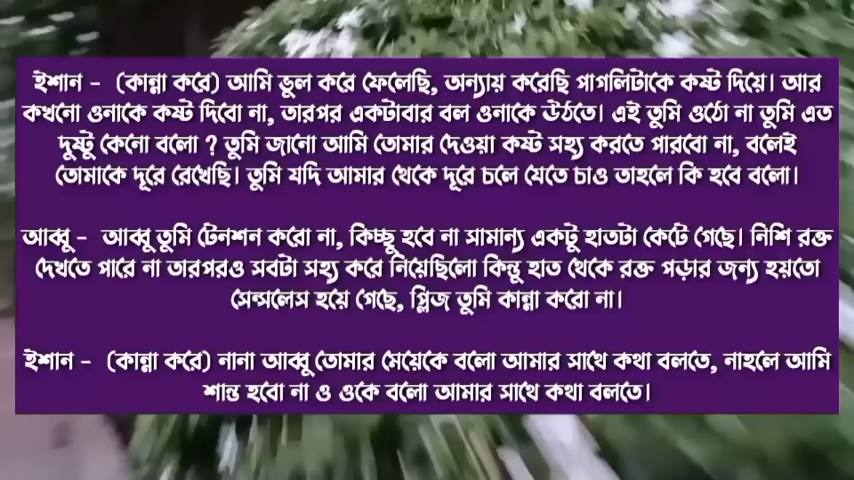 ইশান - (কান্না করে) আমি ভুল করে ফেলেছি, অন্যায় করেছি পাগলিটাকে কষ্ট দিয়ে। আর
কখনো ওনাকে কষ্ট দিবো না, তারপর একটাবার বল ওনাকে উঠতে। এই তুমি ওঠো না তুমি এত
দুষ্টু কেনো বলো ? তুমি জানো আমি তোমার দেওয়া কষ্ট সহ্য করতে পারবো না, বলেই
তোমাকে দূরে রেখেছি। তুমি যদি আমার থেকে দূরে চলে যেতে চাও তাহলে কি হবে বলো।
আব্বু - আব্বু তুমি টেনশন করো না, কিচ্ছু হবে না সামান্য একটু হাতটা কেটে গেছে। নিশি রক্ত
দেখতে পারে না তারপরও সবটা সহ্য করে নিয়েছিলো কিন্তু হাত থেকে রক্ত পড়ার জন্য হয়তো
সেন্সলেস হয়ে গেছে, প্লিজ তুমি কান্না করো না।
ইশান - (কান্না করে) নানা আব্বু তোমার মেয়েকে বলো আমার সাথে কথা বলতে, নাহলে আমি
শান্ত হবো না ও ওকে বলো আমার সাথে কথা বলতে।